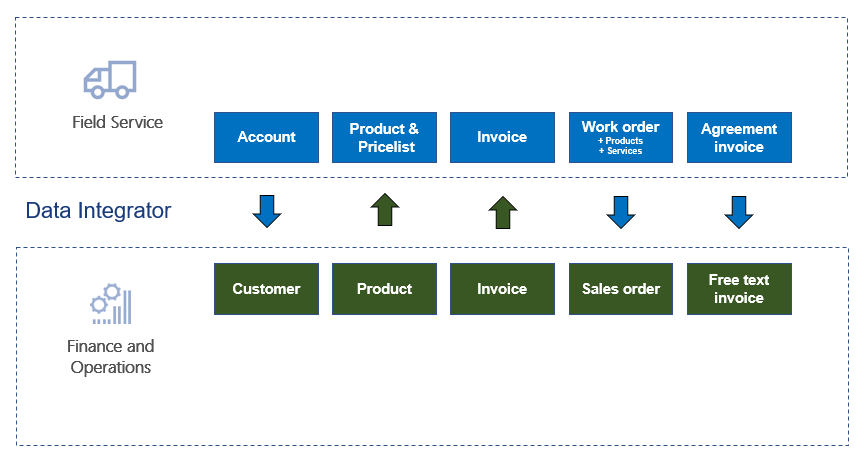 Field Service
Account
Product &
Pricelist
Invoice
Work order
+ Products
+ Services
Agreement
invoice
Data Integrator
Finance and
Operations
Customer
Product
Invoice
Sales order
Free text
invoice